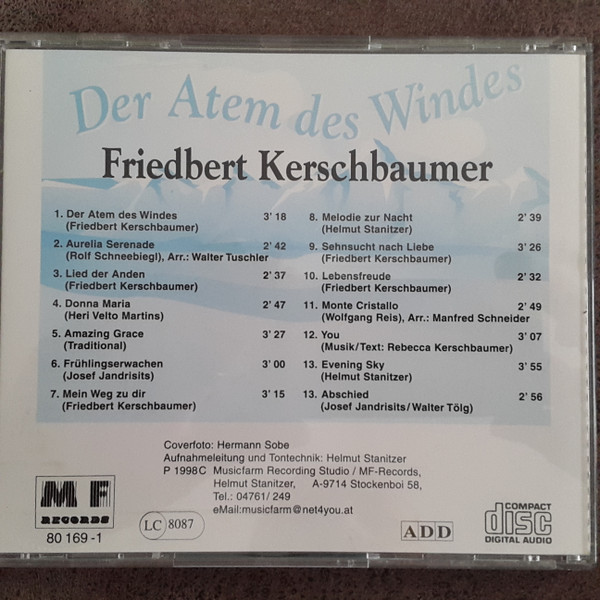 Der Atem des Windes
Friedbert Kerschbaumer
1. Der Atem des Windes 3' 18
(Friedbert Kerschbaumer)
2. Aurelia Serenade 2' 42
(Rolf Schneebiegl), Arr.: Walter Tuschler
3. Lied der Anden 2' 37
(Friedbert Kerschbaumer)
4. Donna Maria 2' 47
(Heri Velto Martins)
5. Amazing Grace 3' 27
(Traditional)
6. Frühlingserwachen 3' 00
(Josef Jandrisits)
7. Mein Weg zu dir 3' 15
(Friedbert Kerschbaumer)
8. Melodie zur Nacht 2' 39
(Helmut Stanitzer)
9. Sehnsucht nach Liebe 3' 26
(Friedbert Kerschbaumer)
10. Lebensfreude 2' 32
(Friedbert Kerschbaumer)
11. Monte Cristallo 2' 49
(Wolfgang Reis), Arr.: Manfred Schneider
12. You 3' 07
(Musik/Text: Rebecca Kerschbaumer)
13. Evening Sky 3' 55
(Helmut Stanitzer)
13. Abschied 2' 56
(Josef Jandrisits/Walter Tölg)
Coverfoto: Hermann Sobe
Aufnahmeleitung und Tontechnik: Helmut Stanitzer
P 1998C Musicfarm Recording Studio / MF-Records,
Helmut Stanitzer, A-9714 Stockenboi 58,
Tel.: 04761/ 249
eMail:musicfarm@net4you.at
MF
RECORDS
80 169 -1
LC 8087
ADD
COMPACT
disc
DIGITAL AUDIO